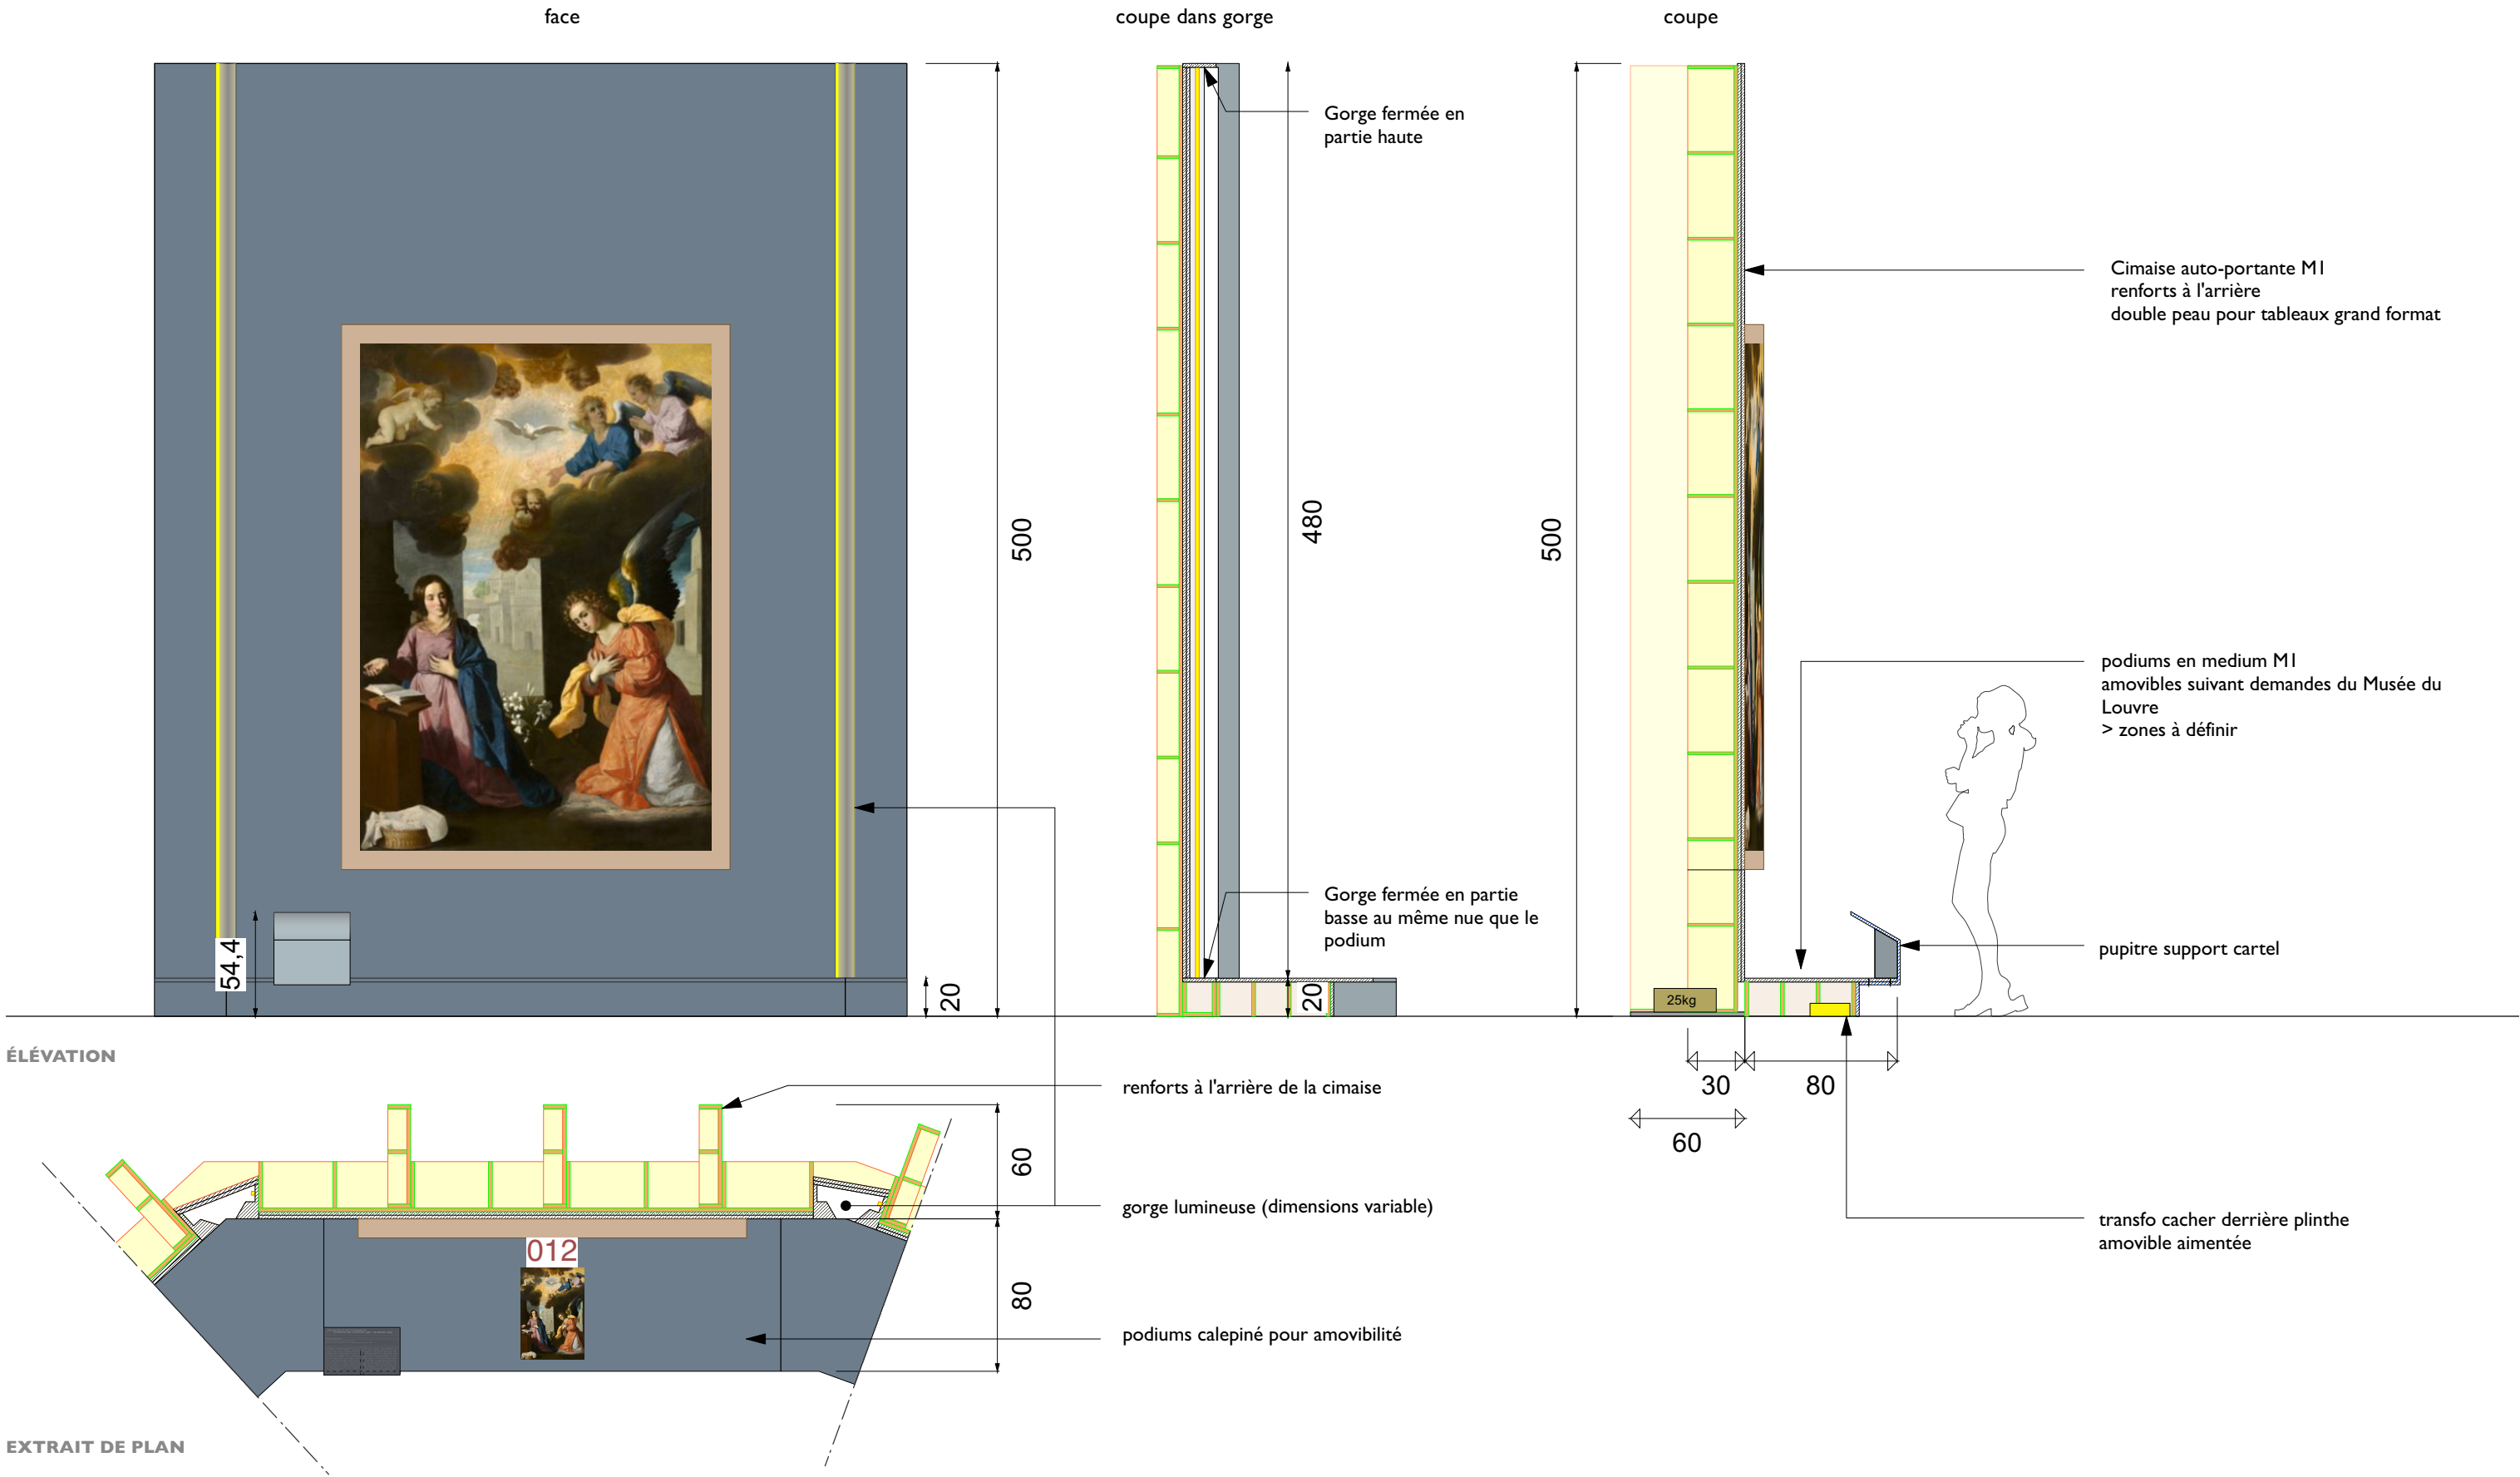 face
coupe dans gorge
coupe
Gorge fermée en
partie haute
Cimaise auto-portante M1
renforts à l'arrière
double peau pour tableaux grand format
500
480
500
podiums en medium M1
amovibles suivant demandes du Musée du
Louvre
> zones à définir
Gorge fermée en partie
basse au même nue que le
podium
pupitre support cartel
54,4
20
20
25kg
ÉLÉVATION
30
80
60
renforts à l'arrière de la cimaise
60
gorge lumineuse (dimensions variable)
transfo cacher derrière plinthe
amovible aimentée
012
80
podiums calepiné pour amovibilité
EXTRAIT DE PLAN